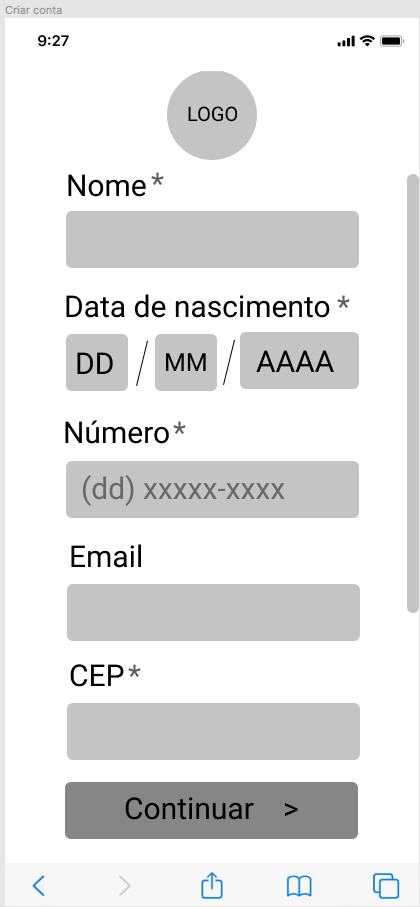 Criar conta
9:27
LOGO
Nome *
Data de nascimento *
DD / MM / AAAA
Número *
(dd) xxxxx-xxxx
Email
CEP *
Continuar >